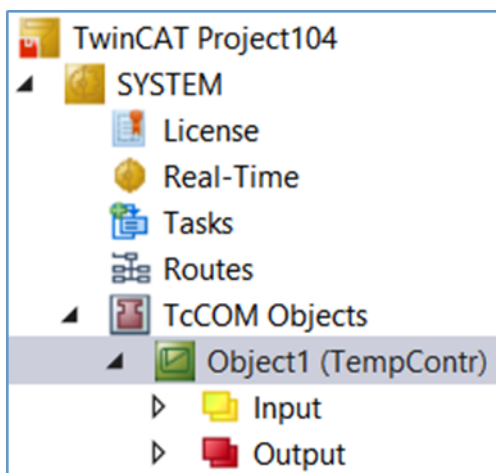 TwinCAT Project104
SYSTEM
License
Real-Time
Tasks
Routes
TcCOM Objects
Object1 (TempContr)
Input
Output